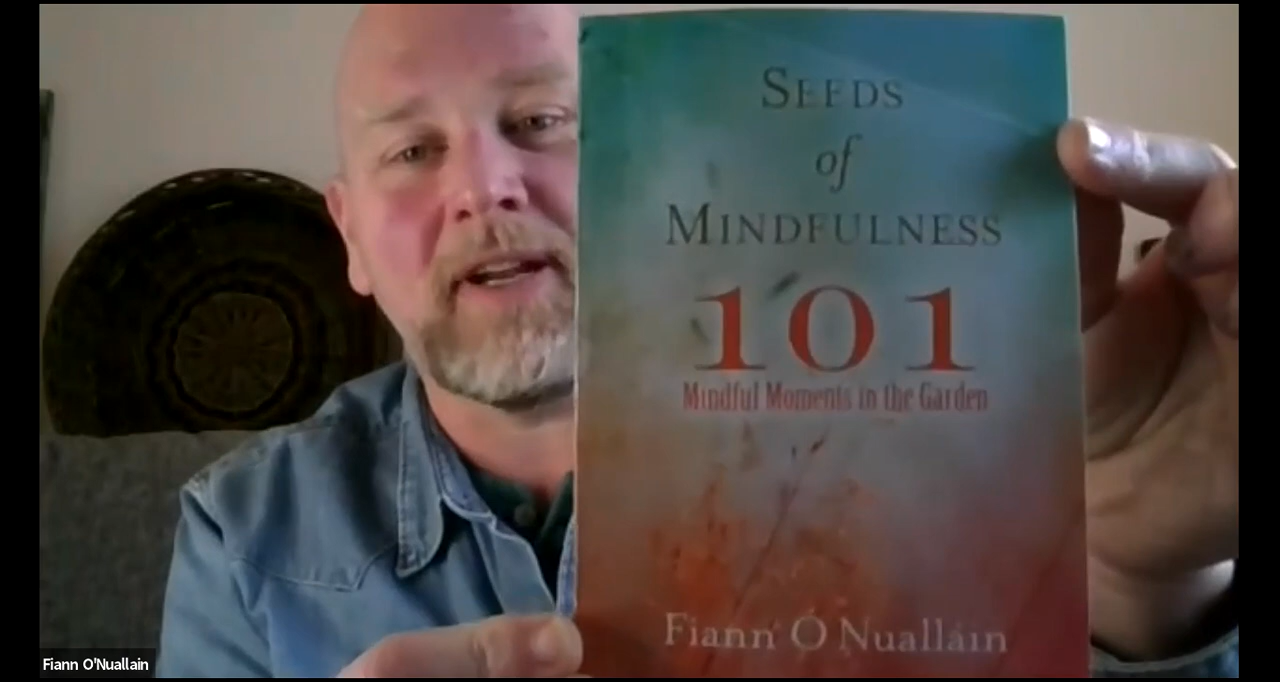 SEEDS
of
MINDFULNESS
101
Mindful Moments in the Garden
Fiann Ó Nualláin
Fiann O'Nuallain